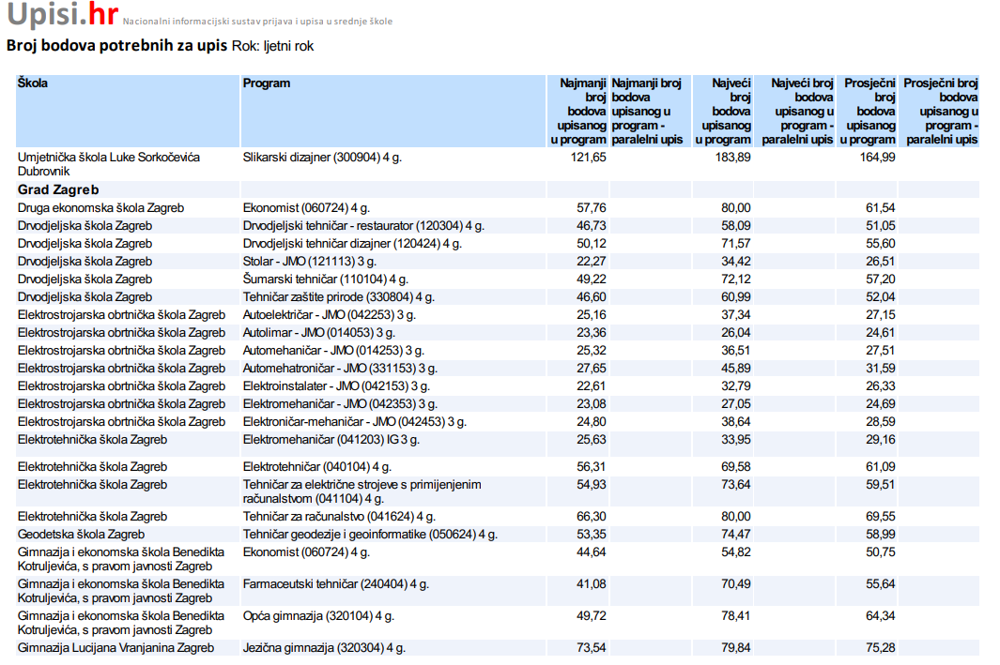 Upisi.hr Nacionalni informacijski sustav prijava i upisa u srednje škole
Broj bodova potrebnih za upis Rok: ljetni rok
Škola Program Najmanji broj bodova upisanog u program Najmanji broj bodova upisanog u program - paralelni upis Najveći broj bodova upisanog u program Najveći broj bodova upisanog u program - paralelni upis Prosječni broj bodova upisanog u program Prosječni broj bodova upisanog u program - paralelni upis
Umjetnička škola Luke Sorkočevića Dubrovnik Slikarski dizajner (300904) 4 g. 121,65 183,89 164,99
Grad Zagreb
Druga ekonomska škola Zagreb Ekonomist (060724) 4 g. 57,76 80,00 61,54
Drvodjeljska škola Zagreb Drvodjeljski tehničar - restaurator (120304) 4 g. 46,73 58,09 51,05
Drvodjeljska škola Zagreb Drvodjeljski tehničar dizajner (120424) 4 g. 50,12 71,57 55,60
Drvodjeljska škola Zagreb Stolar - JMO (121113) 3 g. 22,27 34,42 26,51
Drvodjeljska škola Zagreb Šumarski tehničar (110104) 4 g. 49,22 72,12 57,20
Drvodjeljska škola Zagreb Tehničar zaštite prirode (330804) 4 g. 46,60 60,99 52,04
Elektrostrojarska obrtnička škola Zagreb Autoelektričar - JMO (042253) 3 g. 25,16 37,34 27,15
Elektrostrojarska obrtnička škola Zagreb Autolimar - JMO (014053) 3 g. 23,36 26,04 24,61
Elektrostrojarska obrtnička škola Zagreb Automehaničar - JMO (014253) 3 g. 25,32 36,51 27,51
Elektrostrojarska obrtnička škola Zagreb Automehatroničar - JMO (331153) 3 g. 27,65 45,89 31,59
Elektrostrojarska obrtnička škola Zagreb Elektroinstalater - JMO (042153) 3 g. 22,61 32,79 26,33
Elektrostrojarska obrtnička škola Zagreb Elektromehaničar - JMO (042353) 3 g. 23,08 27,05 24,69
Elektrostrojarska obrtnička škola Zagreb Elektroničar-mehaničar - JMO (042453) 3 g. 24,80 38,64 28,59
Elektrotehnička škola Zagreb Elektromehaničar (041203) IG 3 g. 25,63 33,95 29,16
Elektrotehnička škola Zagreb Elektrotehničar (040104) 4 g. 56,31 69,58 61,09
Elektrotehnička škola Zagreb Tehničar za električne strojeve s primijenjenim računalstvom (041104) 4 g. 54,93 73,64 59,51
Elektrotehnička škola Zagreb Tehničar za računalstvo (041624) 4 g. 66,30 80,00 69,55
Geodetska škola Zagreb Tehničar geodezije i geoinformatike (050624) 4 g. 53,35 74,47 58,99
Gimnazija i ekonomska škola Benedikta Kotruljevića, s pravom javnosti Zagreb Ekonomist (060724) 4 g. 44,64 54,82 50,75
Gimnazija i ekonomska škola Benedikta Kotruljevića, s pravom javnosti Zagreb Farmaceutski tehničar (240404) 4 g. 41,08 70,49 55,64
Gimnazija i ekonomska škola Benedikta Kotruljevića, s pravom javnosti Zagreb Opća gimnazija (320104) 4 g. 49,72 78,41 64,34
Gimnazija Lucijana Vranjanina Zagreb Jezična gimnazija (320304) 4 g. 73,54 79,84 75,28